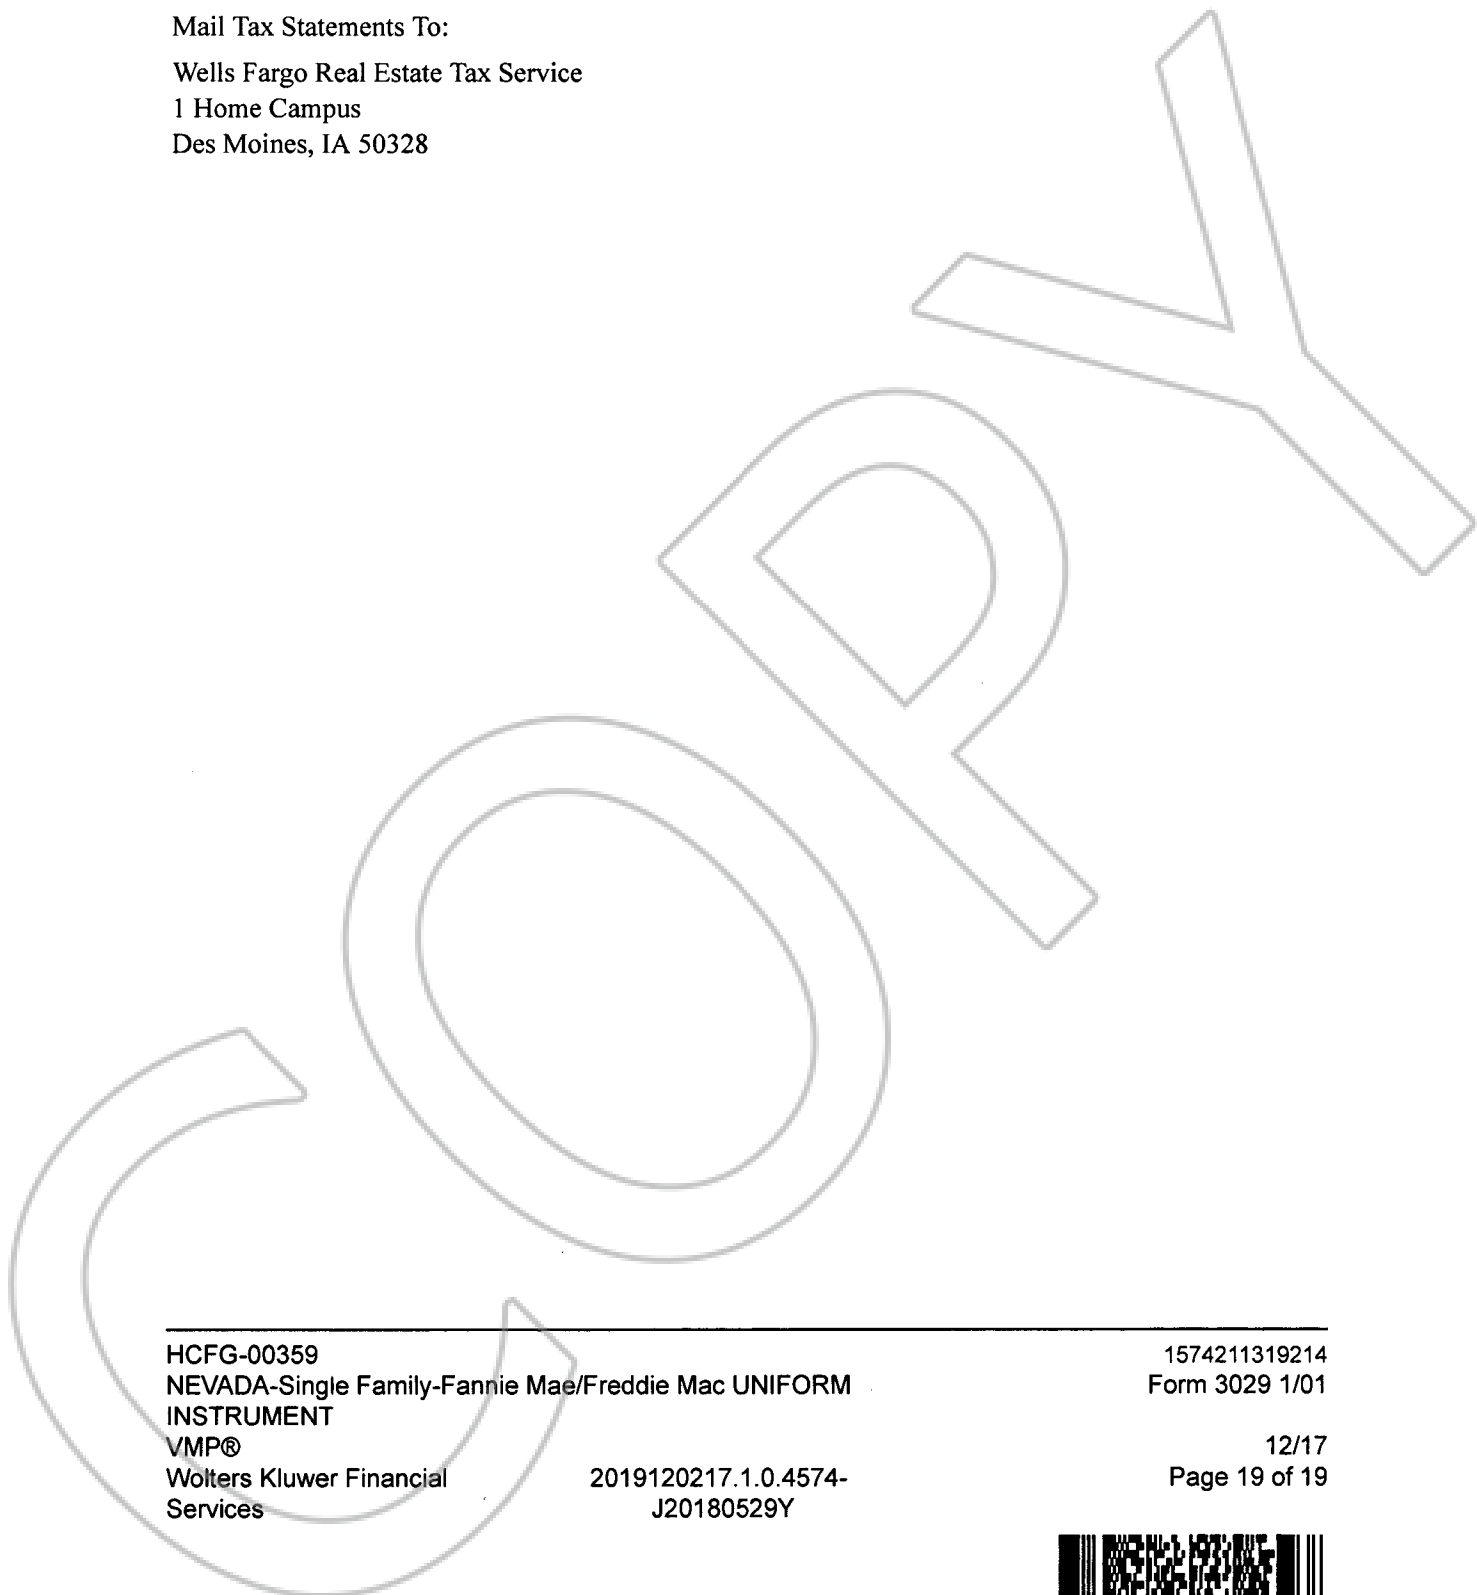 Mail Tax Statements To:
Wells Fargo Real Estate Tax Service
1 Home Campus
Des Moines, IA 50328
COPY
HCFG-00359 1574211319214
NEVADA-Single Family-Fannie Mae/Freddie Mac UNIFORM Form 3029 1/01
INSTRUMENT
VMP® 12/17
Wolters Kluwer Financial 2019120217.1.0.4574- Page 19 of 19
Services J20180529Y